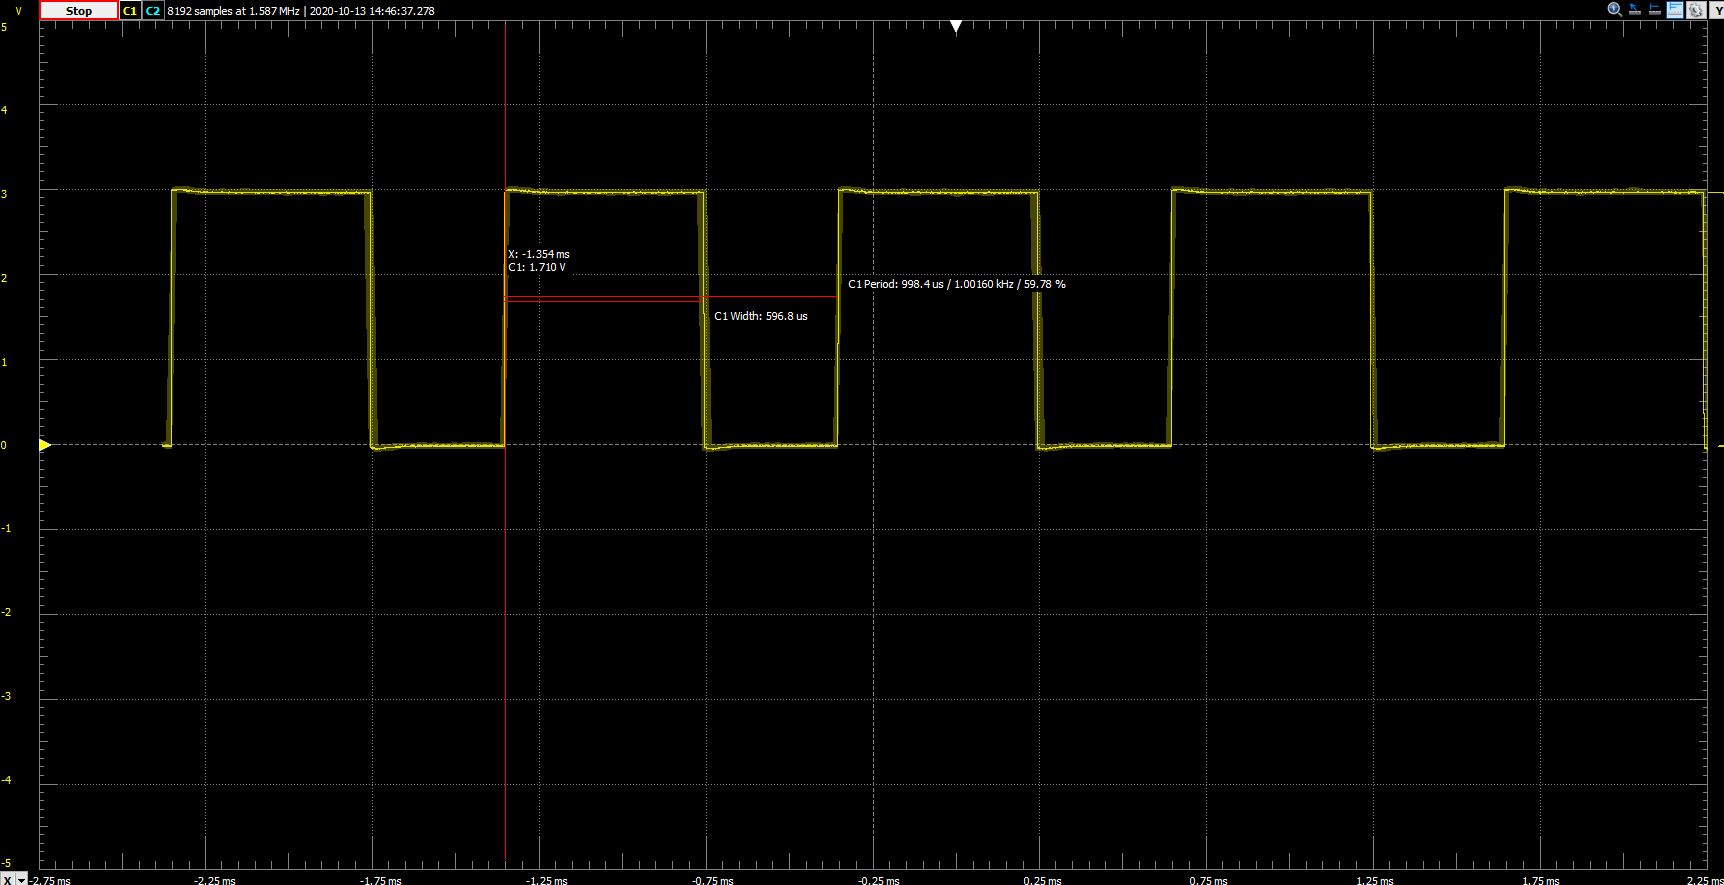 V Stop C1 C2 8192 samples at 1.587 MHz | 2020-10-13 14:46:37.278 Y
5
4
3
2
1
0
-1
-2
-3
-4
-5
X: -1.354 ms
C1: 1.710 V
C1 Period: 998.4 us / 1.00160 kHz / 59.78 %
C1 Width: 596.8 us
X -2.75 ms -2.25 ms -1.75 ms -1.25 ms -0.75 ms -0.25 ms 0.25 ms 0.75 ms 1.25 ms 1.75 ms 2.25 ms